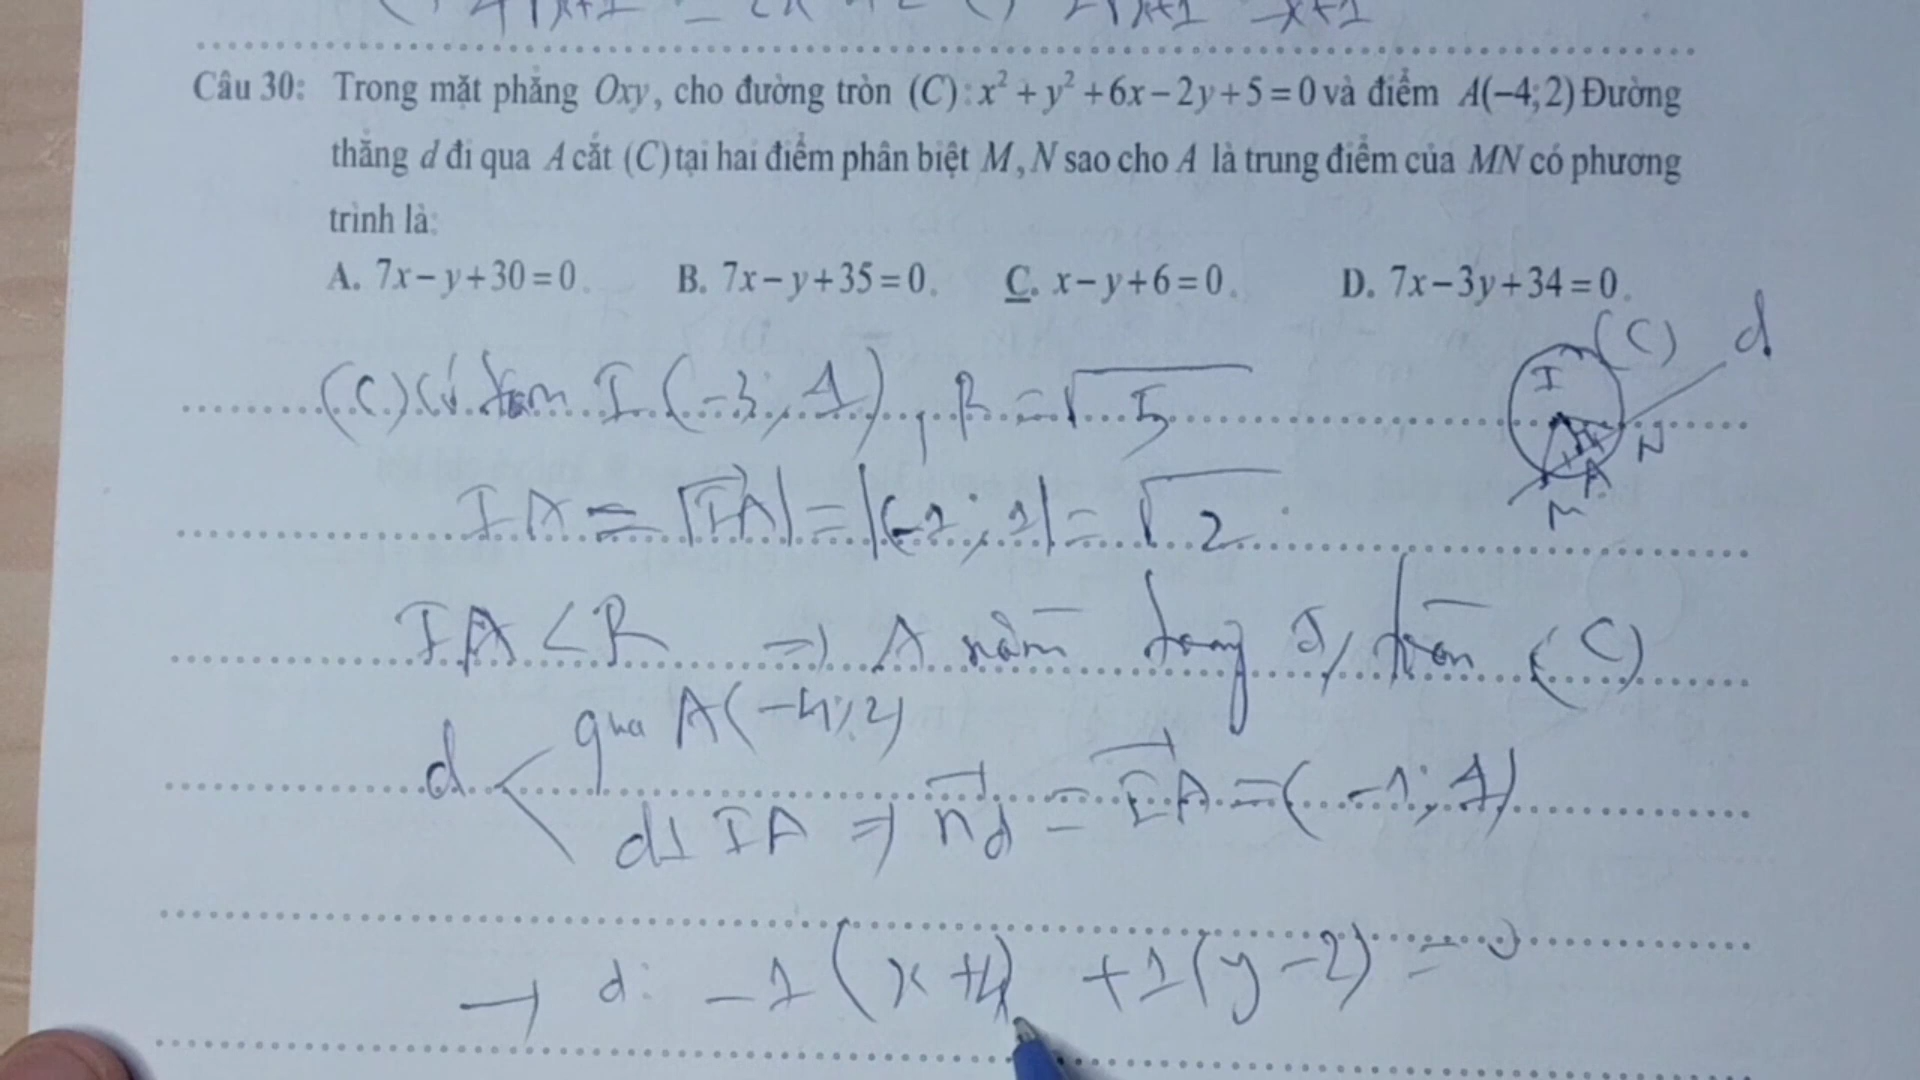 4√x+1 = 2x
Câu 30: Trong mặt phẳng Oxy, cho đường tròn (C): x² + y² + 6x − 2y + 5 = 0 và điểm A(−4; 2) Đường
thẳng d đi qua A cắt (C) tại hai điểm phân biệt M, N sao cho A là trung điểm của MN có phương
trình là:
A. 7x − y + 30 = 0. B. 7x − y + 35 = 0. C. x − y + 6 = 0. D. 7x − 3y + 34 = 0.
(C) d
I
N
A
M
(C) có tâm I (−3; 1), R = √5
IA = |IA| = |(−1; 1| = √2
IA < R => A nằm trong đ/tròn (C)
d < qua A(−4; 2)
d ⊥ IA => n⃗d = I⃗A = (−1; 1)
→ d: −1(x+4) +1(y−2) = 0